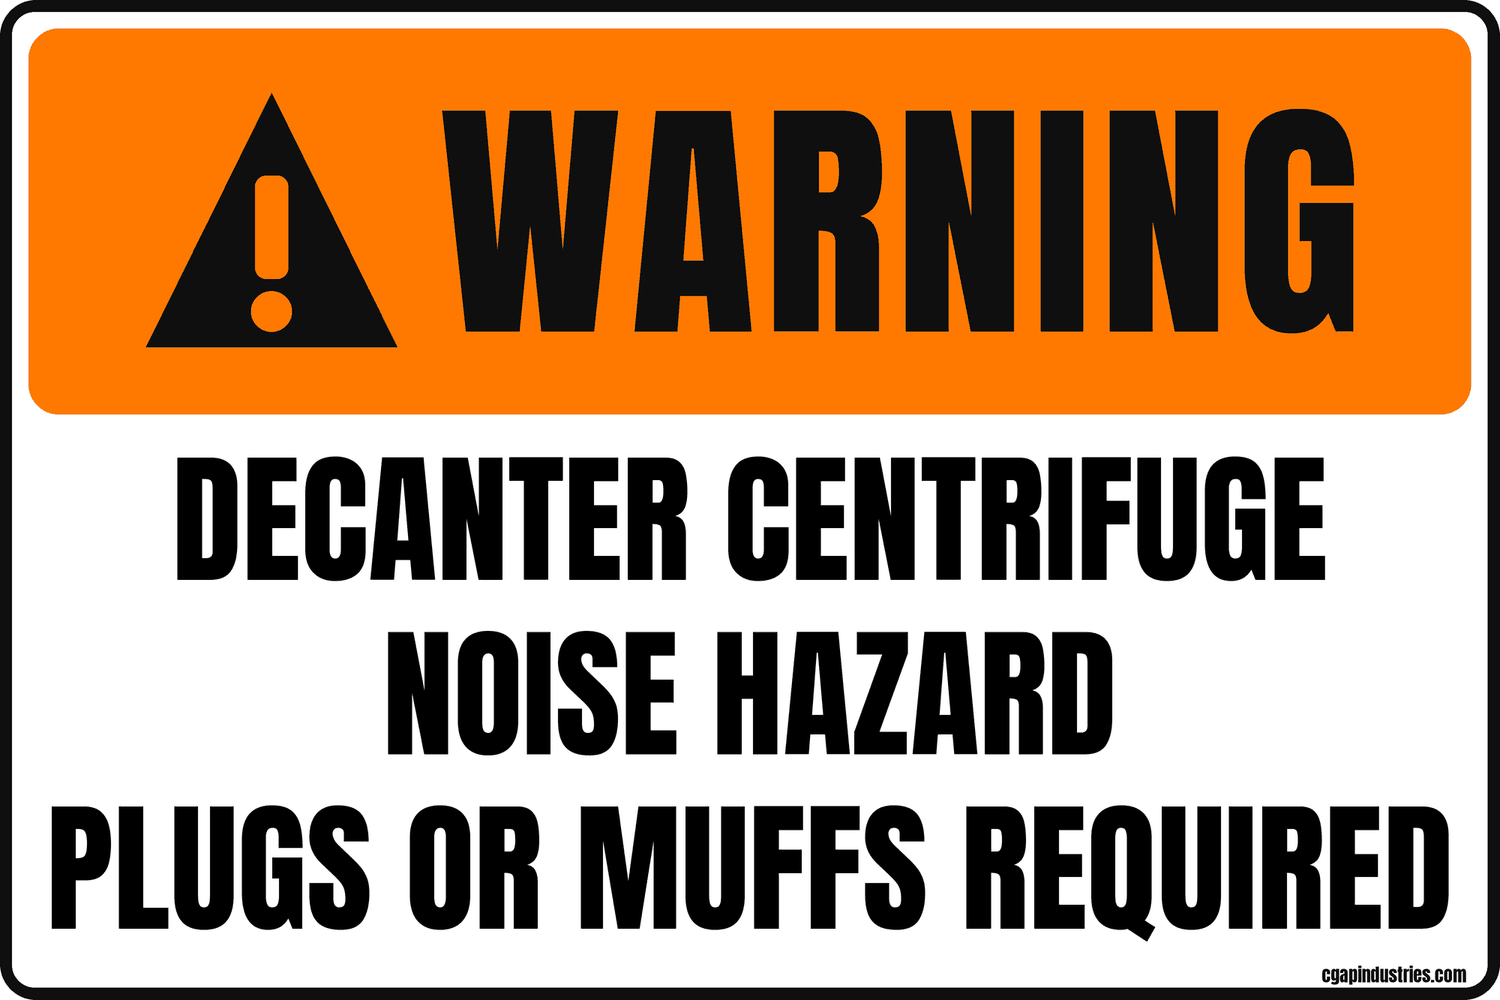 WARNING
DECANTER CENTRIFUGE
NOISE HAZARD
PLUGS OR MUFFS REQUIRED
cgapindustries.com